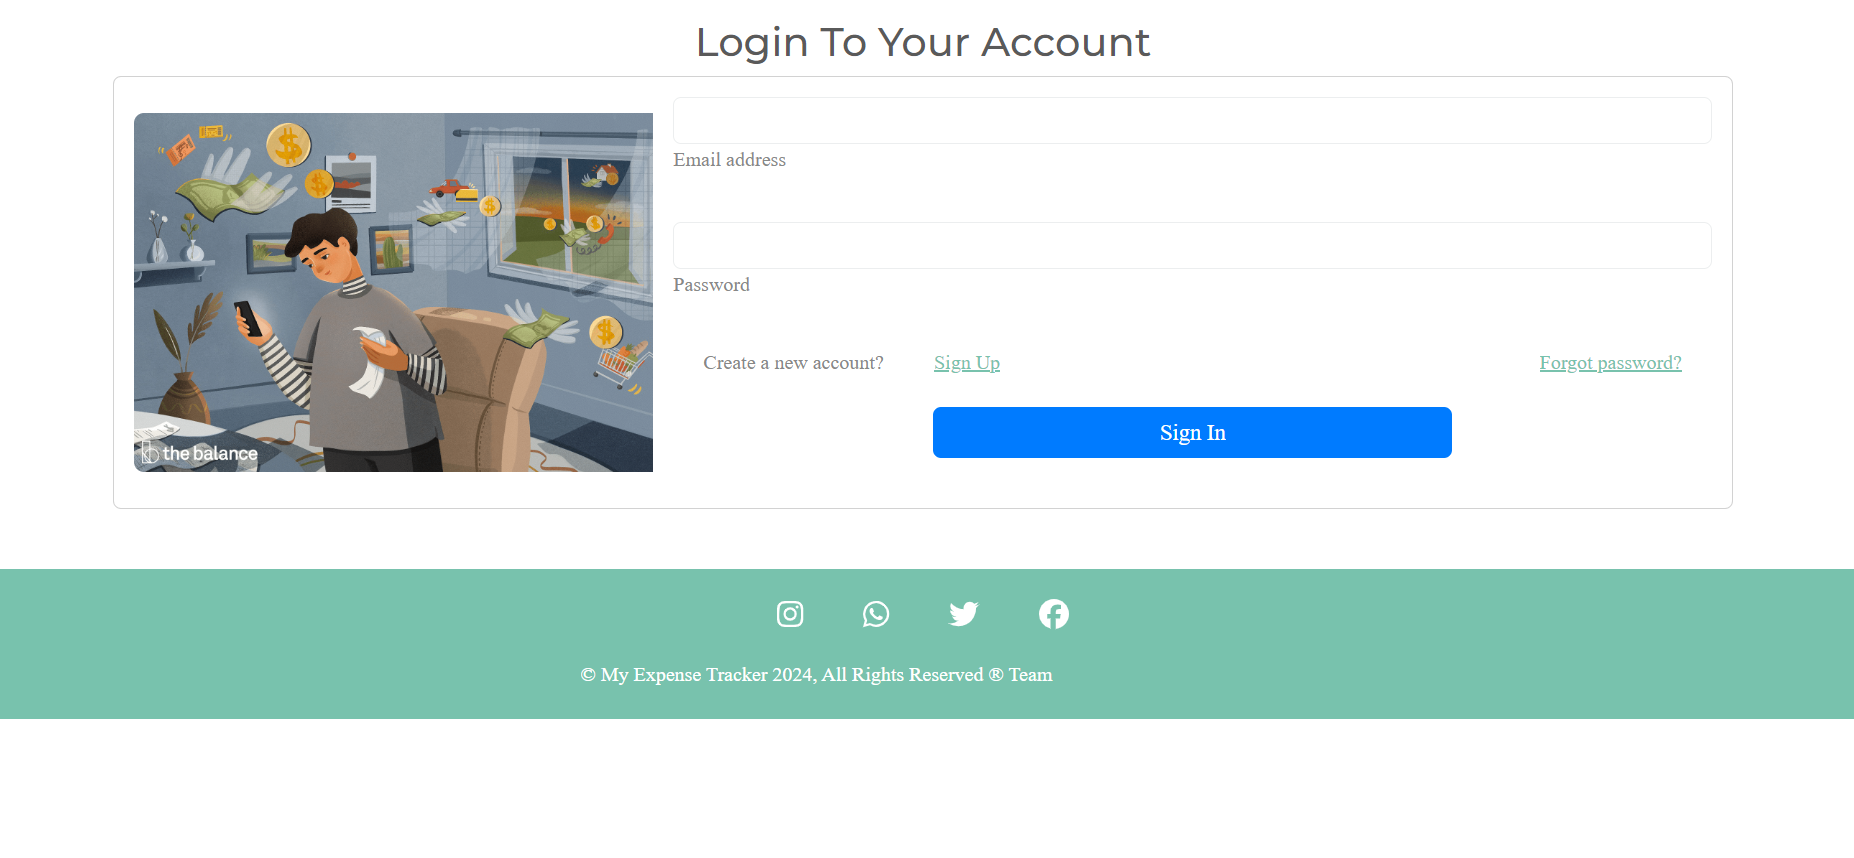 Login To Your Account
Email address
Password
Create a new account? Sign Up Forgot password?
Sign In
the balance
© My Expense Tracker 2024, All Rights Reserved ® Team